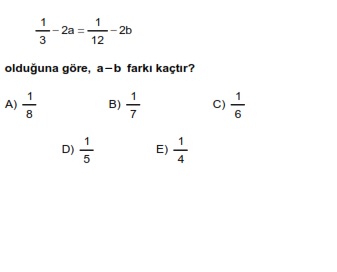 1/3 − 2a = 1/12 − 2b
olduğuna göre, a − b farkı kaçtır?
A) 1/8 B) 1/7 C) 1/6
D) 1/5 E) 1/4